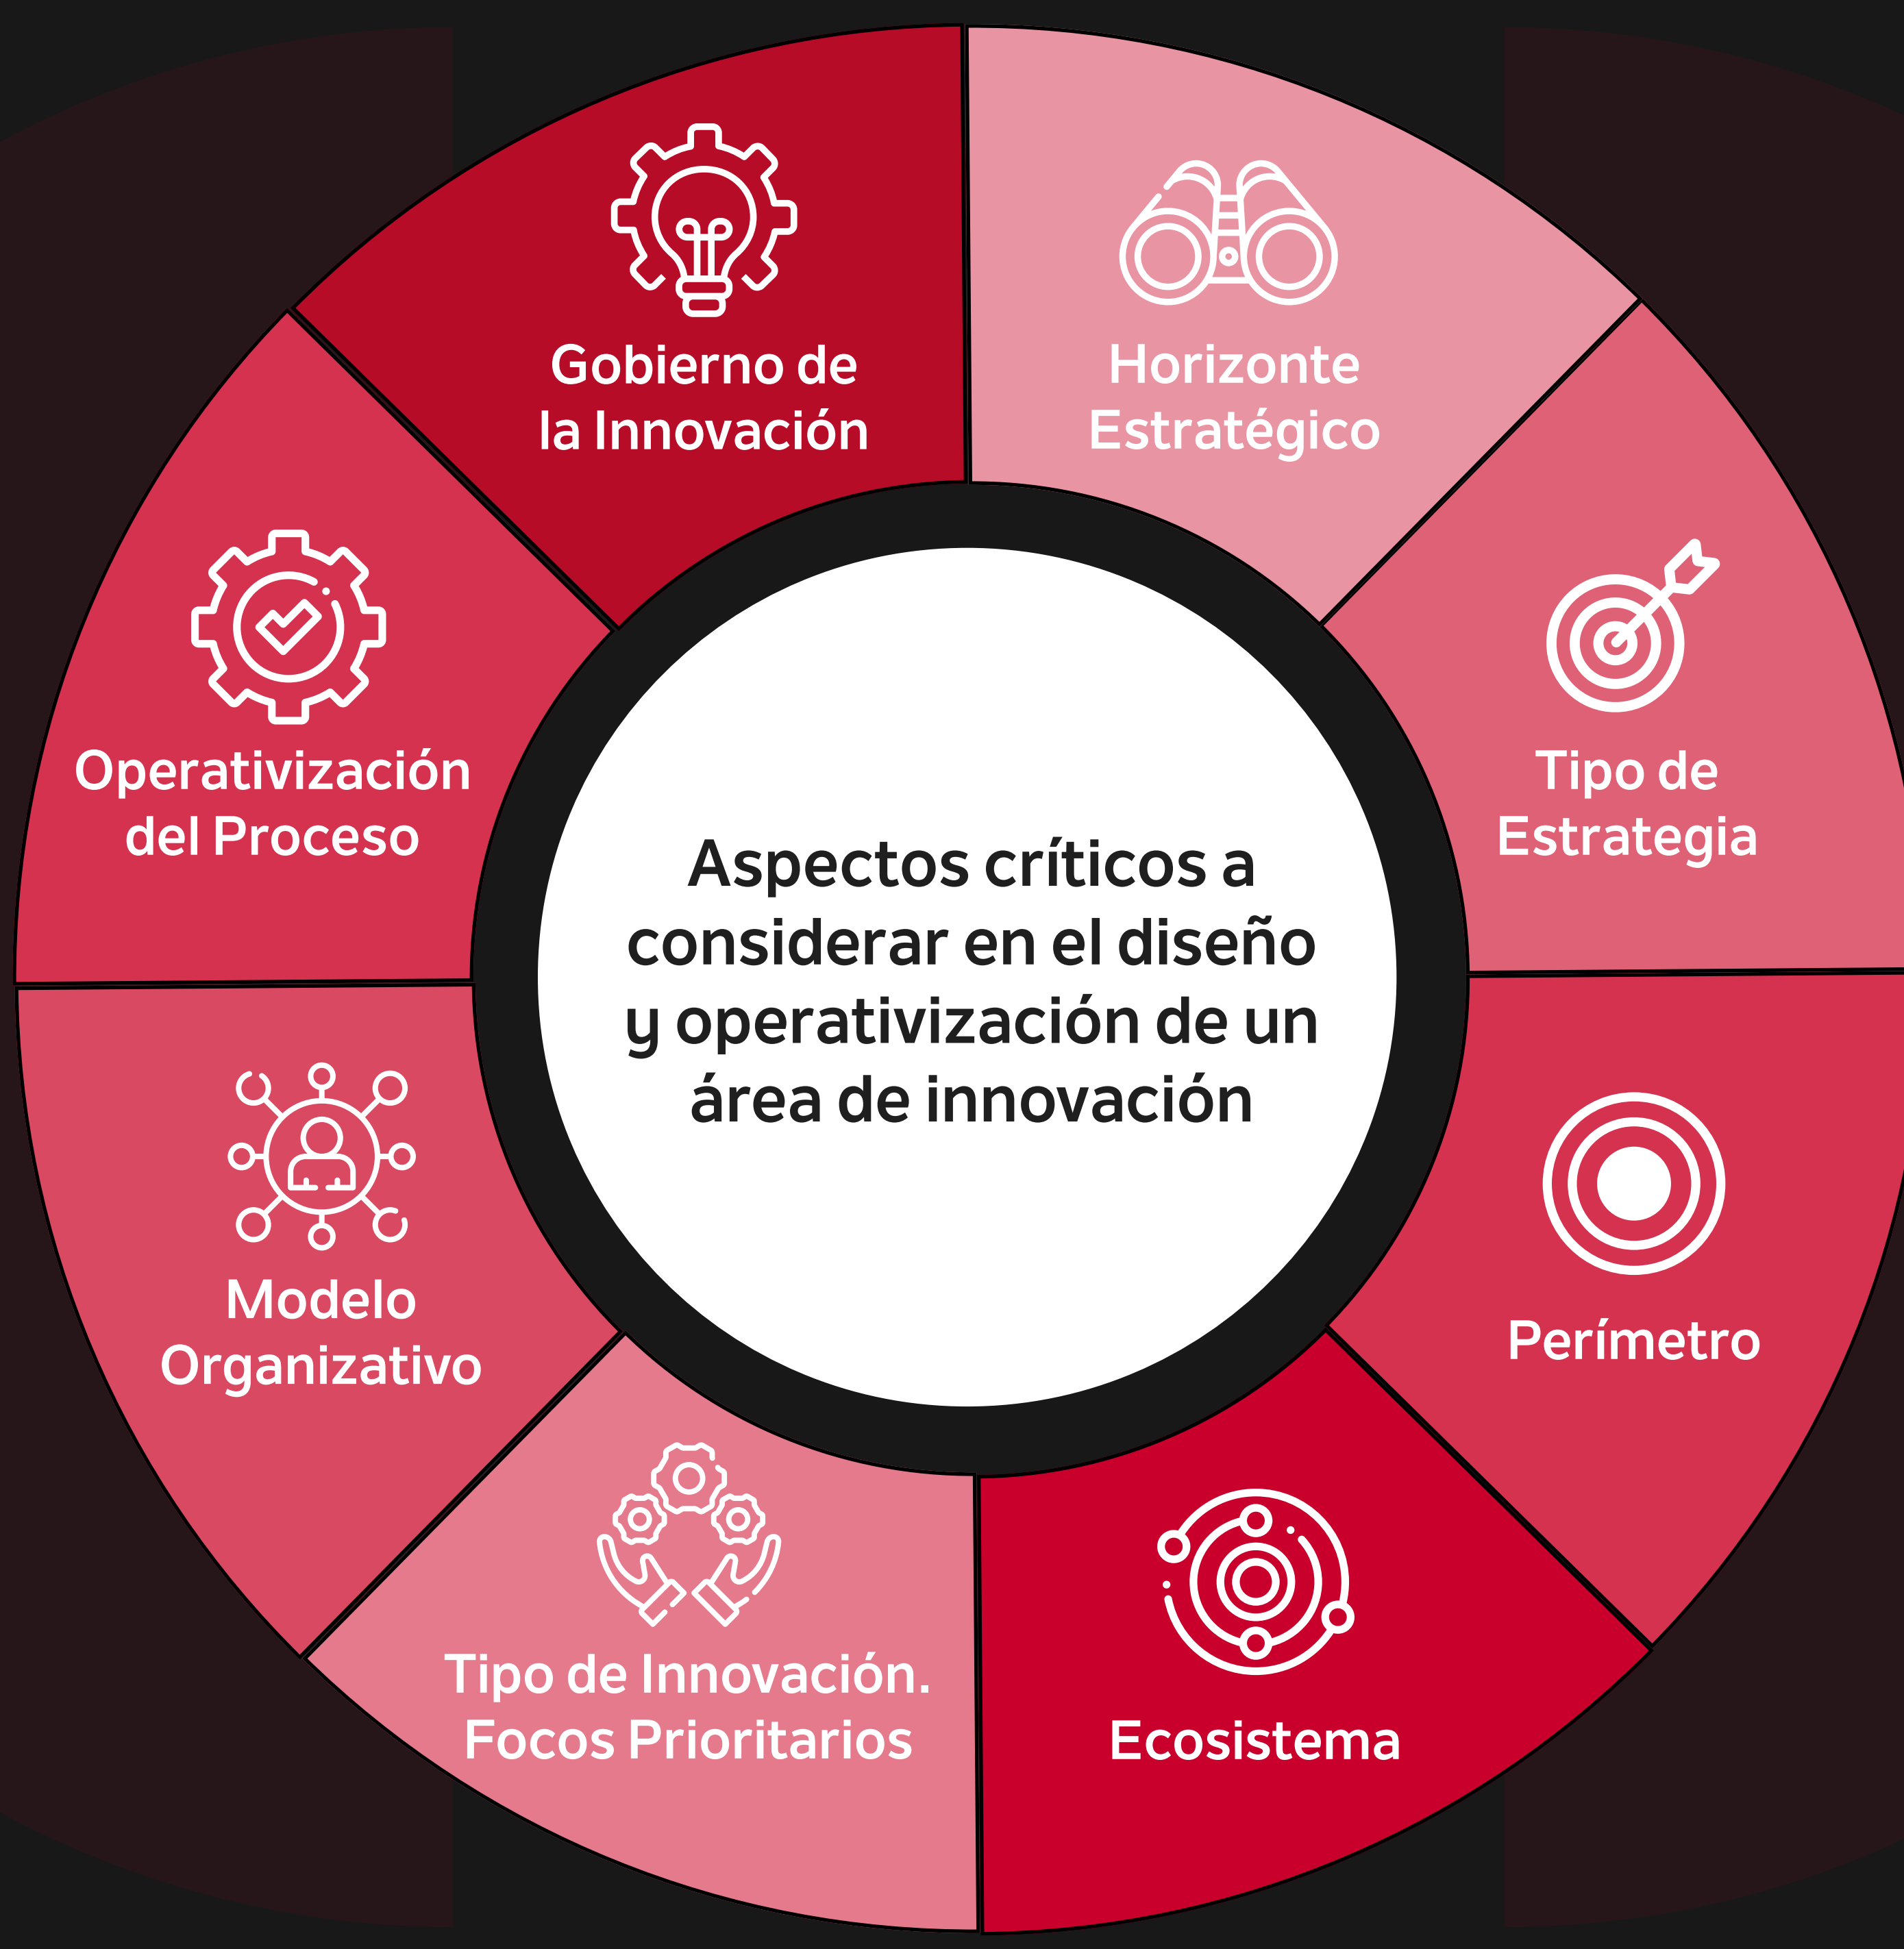 Gobierno de
la Innovación
Horizonte
Estratégico
Tipo de
Estrategia
Perímetro
Ecosistema
Tipo de Innovación.
Focos Prioritarios
Modelo
Organizativo
Operativización
del Proceso
Aspectos críticos a
considerar en el diseño
y operativización de un
área de innovación